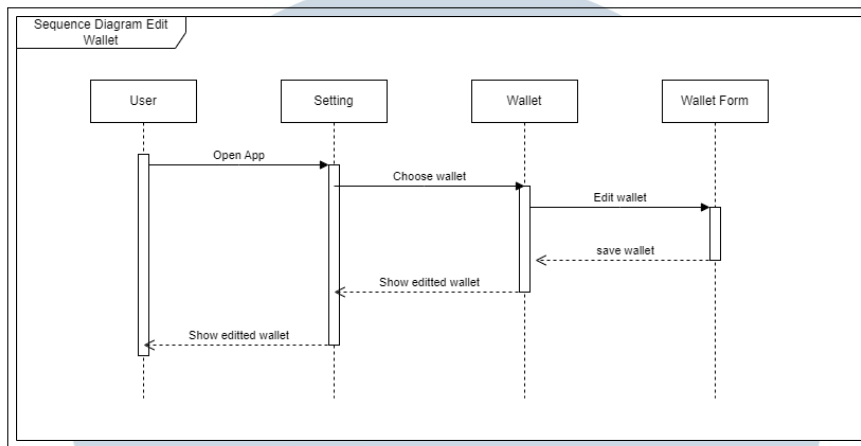 Sequence Diagram Edit
Wallet
User
Setting
Wallet
Wallet Form
Open App
Choose wallet
Edit wallet
save wallet
Show editted wallet
Show editted wallet